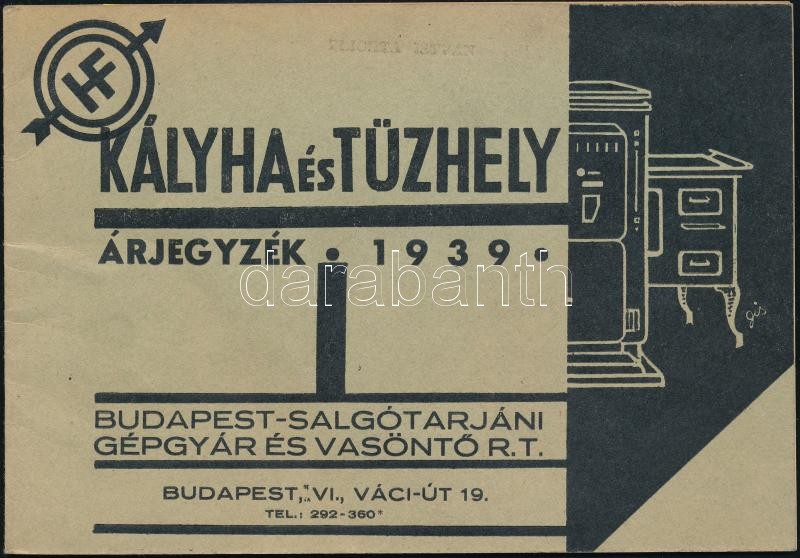 HF
KÁLYHA és TŰZHELY
ÁRJEGYZÉK • 1939 •
darabanth
BUDAPEST-SALGÓTARJÁNI
GÉPGYÁR ÉS VASÖNTŐ R.T.
BUDAPEST, VI., VÁCI-ÚT 19.
TEL.: 292-360*